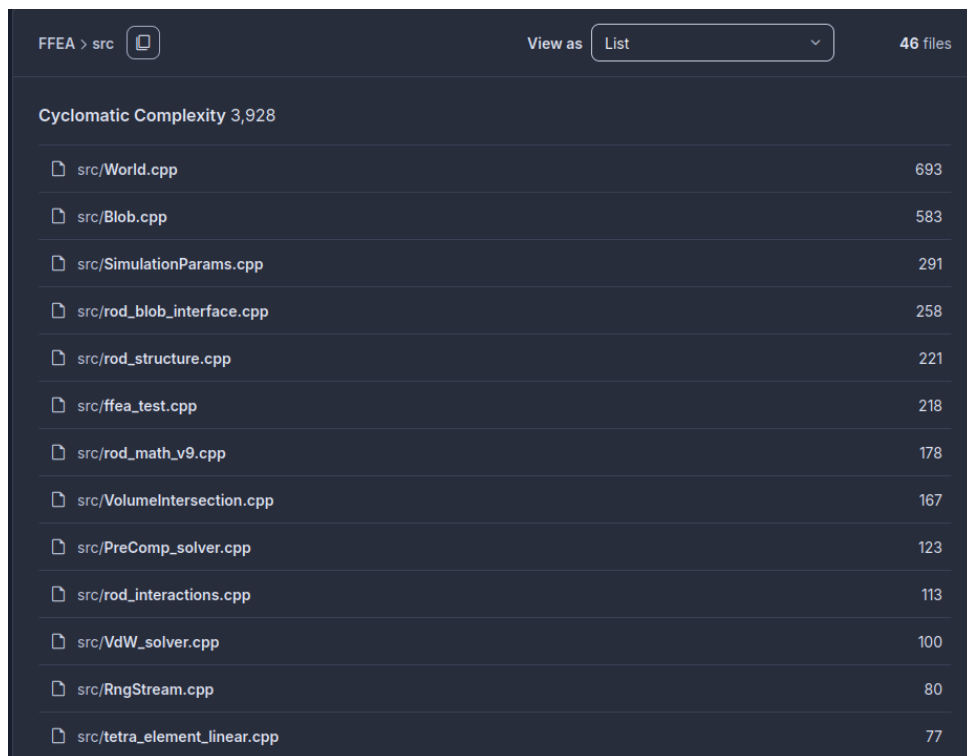 FFEA > src View as List 46 files
Cyclomatic Complexity 3,928
src/World.cpp 693
src/Blob.cpp 583
src/SimulationParams.cpp 291
src/rod_blob_interface.cpp 258
src/rod_structure.cpp 221
src/ffea_test.cpp 218
src/rod_math_v9.cpp 178
src/VolumeIntersection.cpp 167
src/PreComp_solver.cpp 123
src/rod_interactions.cpp 113
src/VdW_solver.cpp 100
src/RngStream.cpp 80
src/tetra_element_linear.cpp 77